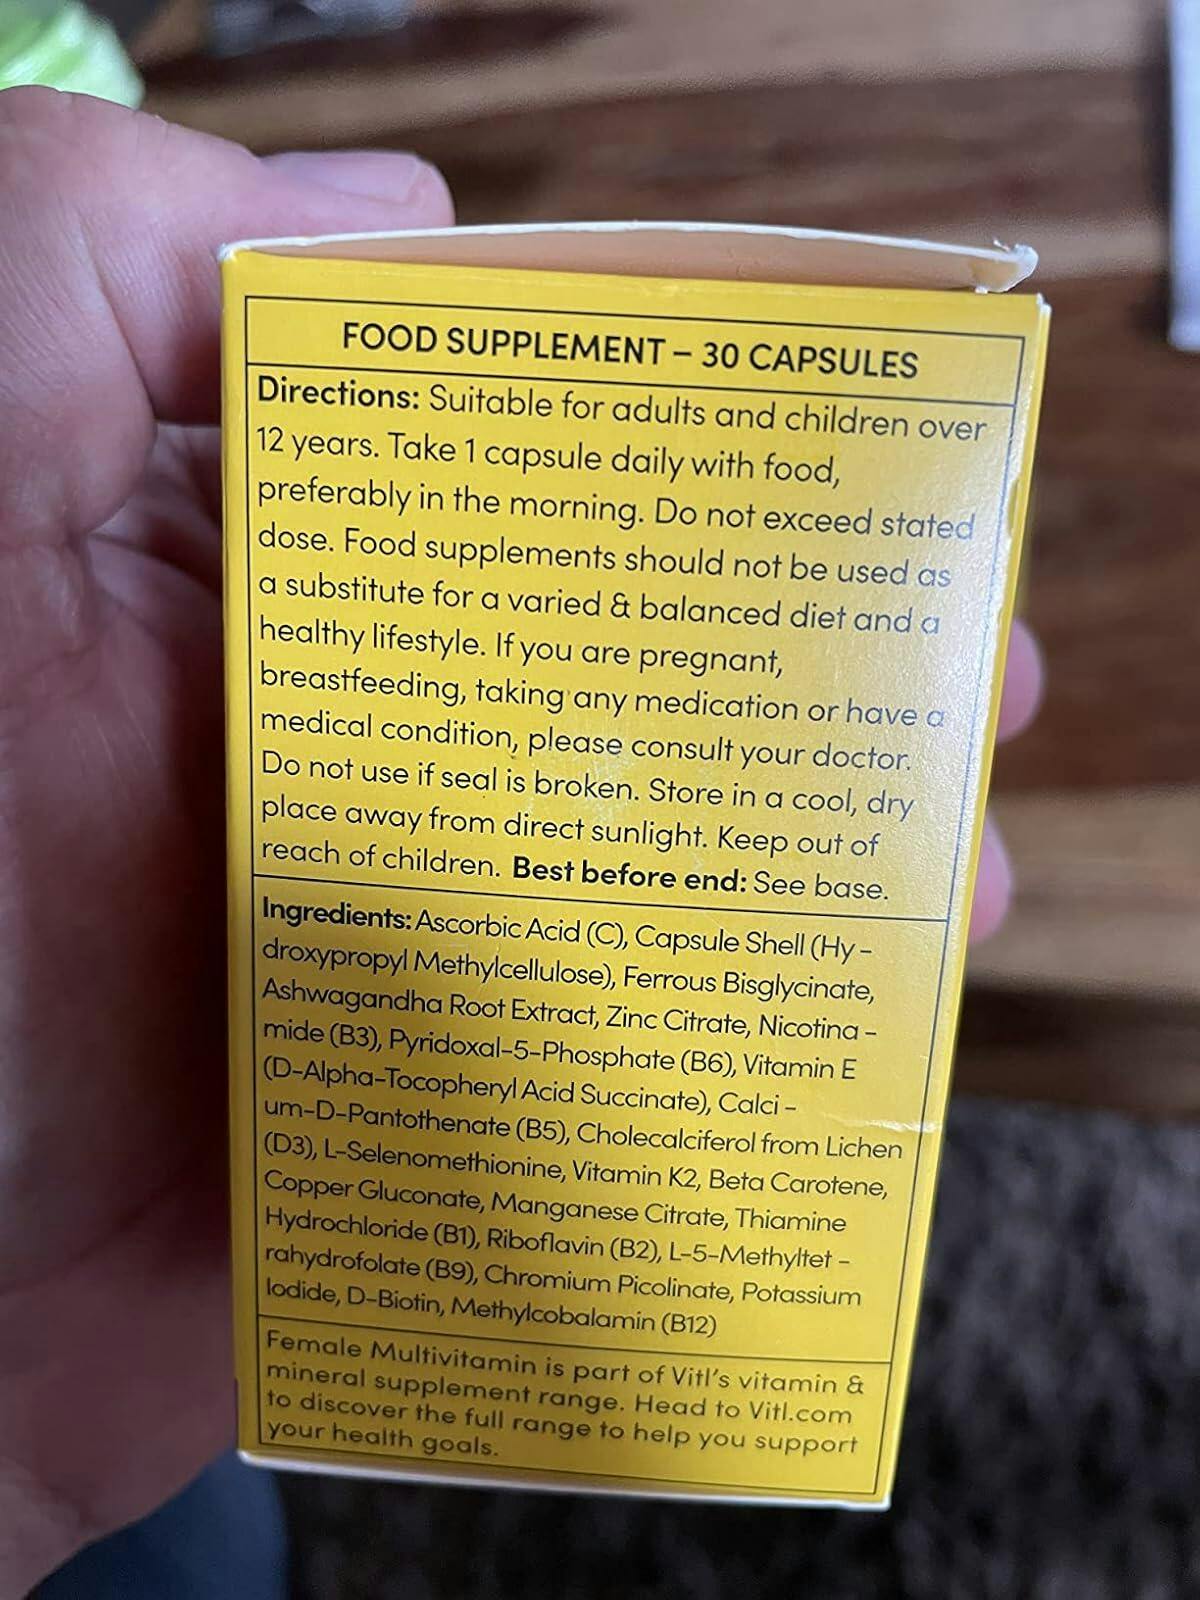 FOOD SUPPLEMENT – 30 CAPSULES
Directions: Suitable for adults and children over
12 years. Take 1 capsule daily with food,
preferably in the morning. Do not exceed stated
dose. Food supplements should not be used as
a substitute for a varied & balanced diet and a
healthy lifestyle. If you are pregnant,
breastfeeding, taking any medication or have a
medical condition, please consult your doctor.
Do not use if seal is broken. Store in a cool, dry
place away from direct sunlight. Keep out of
reach of children. Best before end: See base.
Ingredients: Ascorbic Acid (C), Capsule Shell (Hy-
droxypropyl Methylcellulose), Ferrous Bisglycinate,
Ashwagandha Root Extract, Zinc Citrate, Nicotina-
mide (B3), Pyridoxal-5-Phosphate (B6), Vitamin E
(D-Alpha-Tocopheryl Acid Succinate), Calci-
um-D-Pantothenate (B5), Cholecalciferol from Lichen
(D3), L-Selenomethionine, Vitamin K2, Beta Carotene,
Copper Gluconate, Manganese Citrate, Thiamine
Hydrochloride (B1), Riboflavin (B2), L-5-Methyltet-
rahydrofolate (B9), Chromium Picolinate, Potassium
Iodide, D-Biotin, Methylcobalamin (B12)
Female Multivitamin is part of Vitl's vitamin &
mineral supplement range. Head to Vitl.com
to discover the full range to help you support
your health goals.